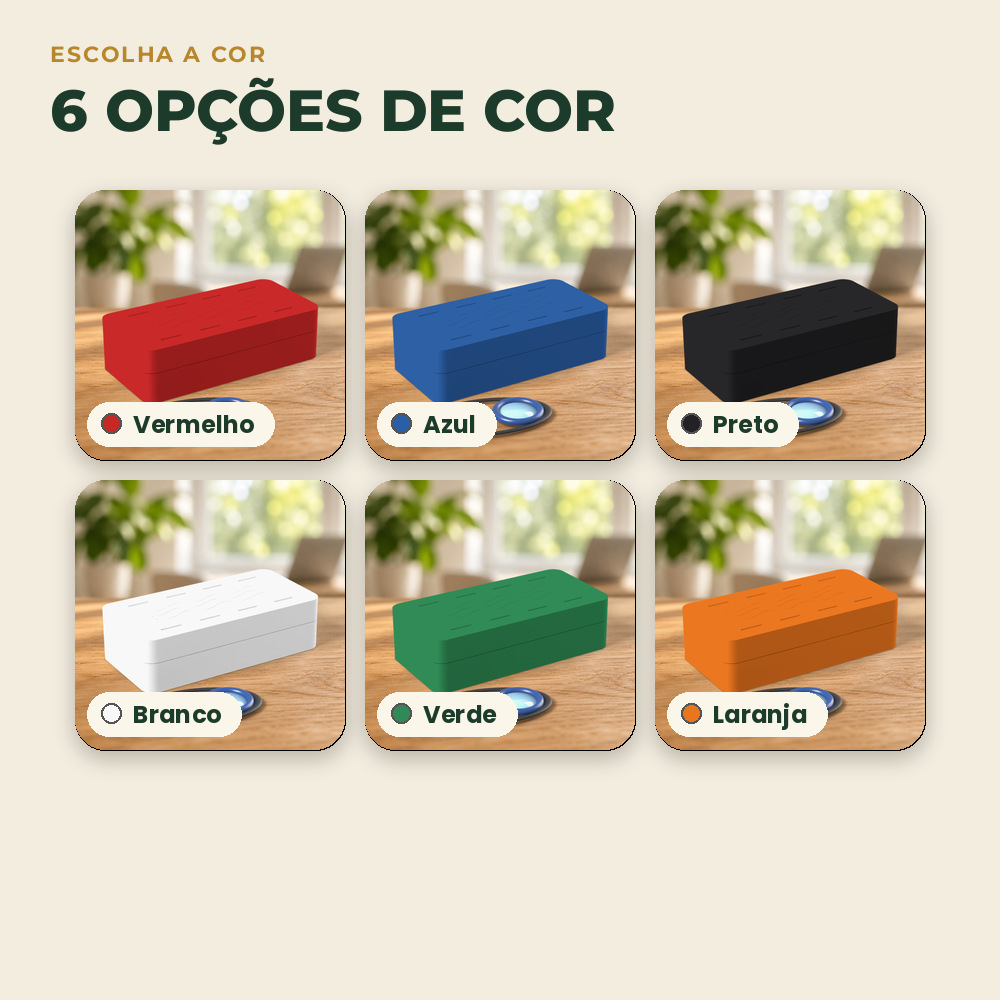 ESCOLHA A COR
6 OPÇÕES DE COR
Vermelho
Azul
Preto
Branco
Verde
Laranja